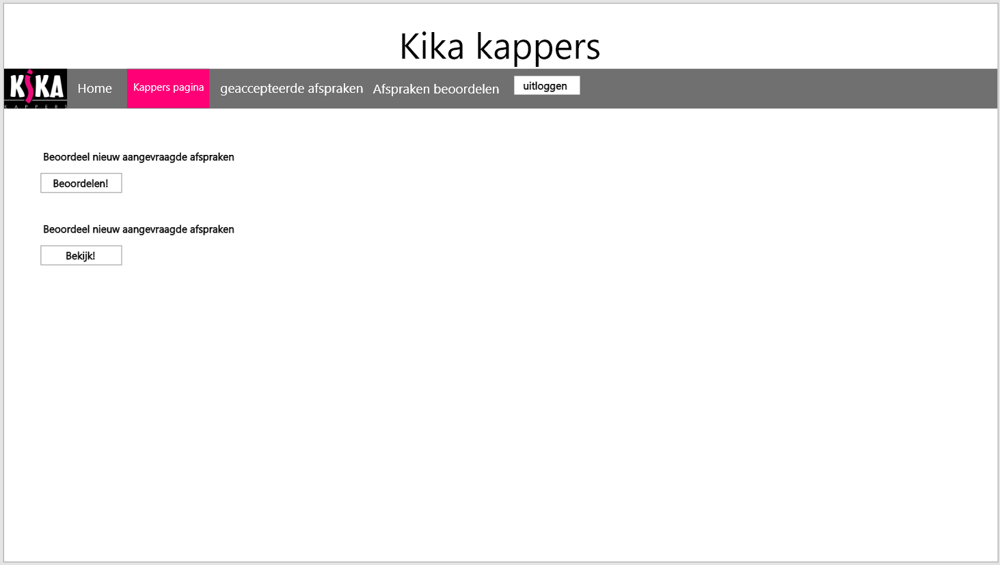 Kika kappers
KiKA
KAPPERS
Home
Kappers pagina
geaccepteerde afspraken
Afspraken beoordelen
uitloggen
Beoordeel nieuw aangevraagde afspraken
Beoordelen!
Beoordeel nieuw aangevraagde afspraken
Bekijk!